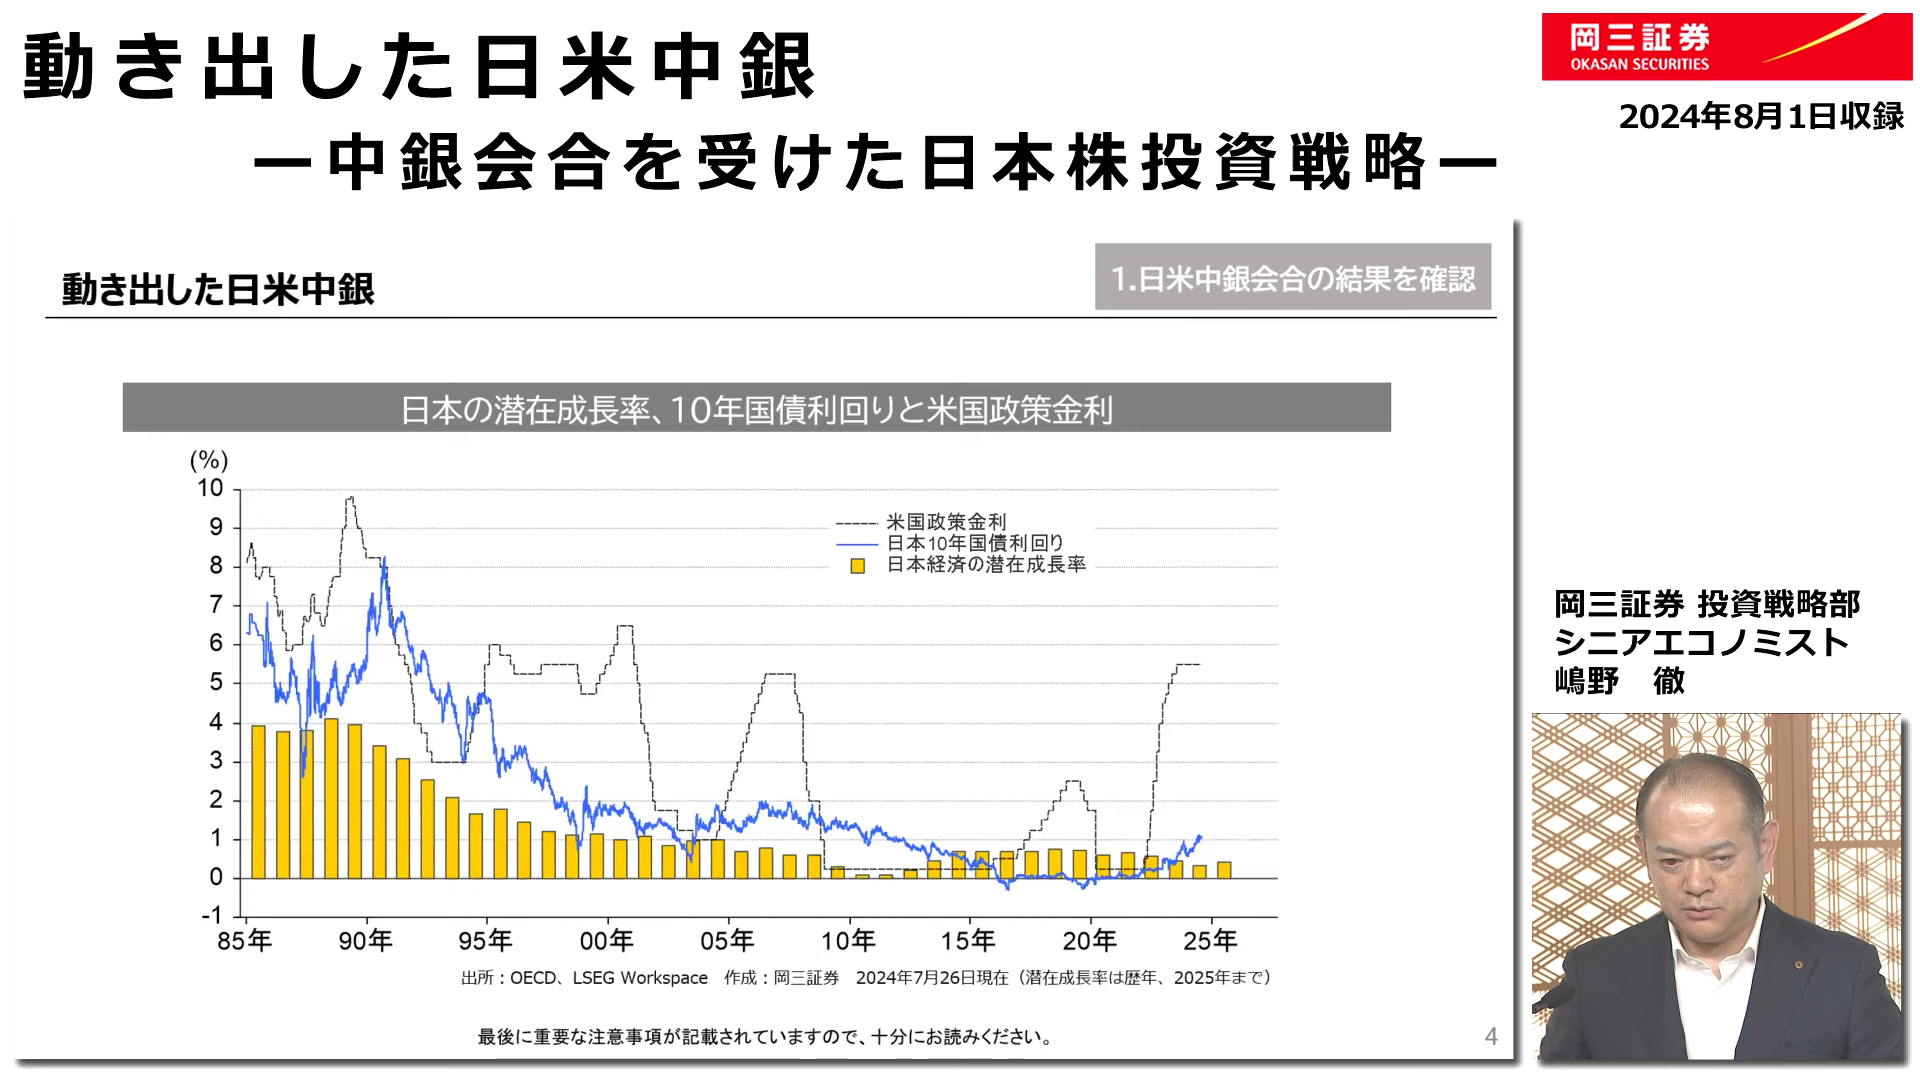 動き出した日米中銀
ー中銀会合を受けた日本株投資戦略ー
岡三証券
OKASAN SECURITIES
2024年8月1日収録
動き出した日米中銀
1.日米中銀会合の結果を確認
日本の潜在成長率、10年国債利回りと米国政策金利
(%)
10
9
8
7
6
5
4
3
2
1
0
-1
米国政策金利
日本10年国債利回り
日本経済の潜在成長率
85年 90年 95年 00年 05年 10年 15年 20年 25年
出所：OECD、LSEG Workspace 作成：岡三証券 2024年7月26日現在（潜在成長率は暦年、2025年まで）
最後に重要な注意事項が記載されていますので、十分にお読みください。
4
岡三証券 投資戦略部
シニアエコノミスト
嶋野 徹